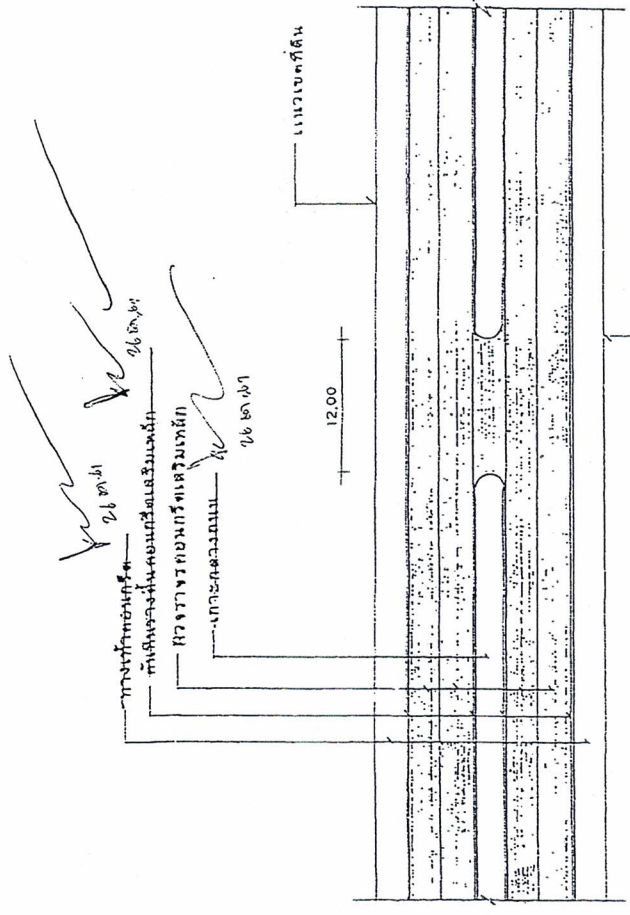 ทางเท้าคอนกรีต
คันหินรางตื้นคอนกรีตเสริมเหล็ก
ผิวจราจรคอนกรีตเสริมเหล็ก
เกาะกลางถนน
12.00
แนวเขตที่ดิน